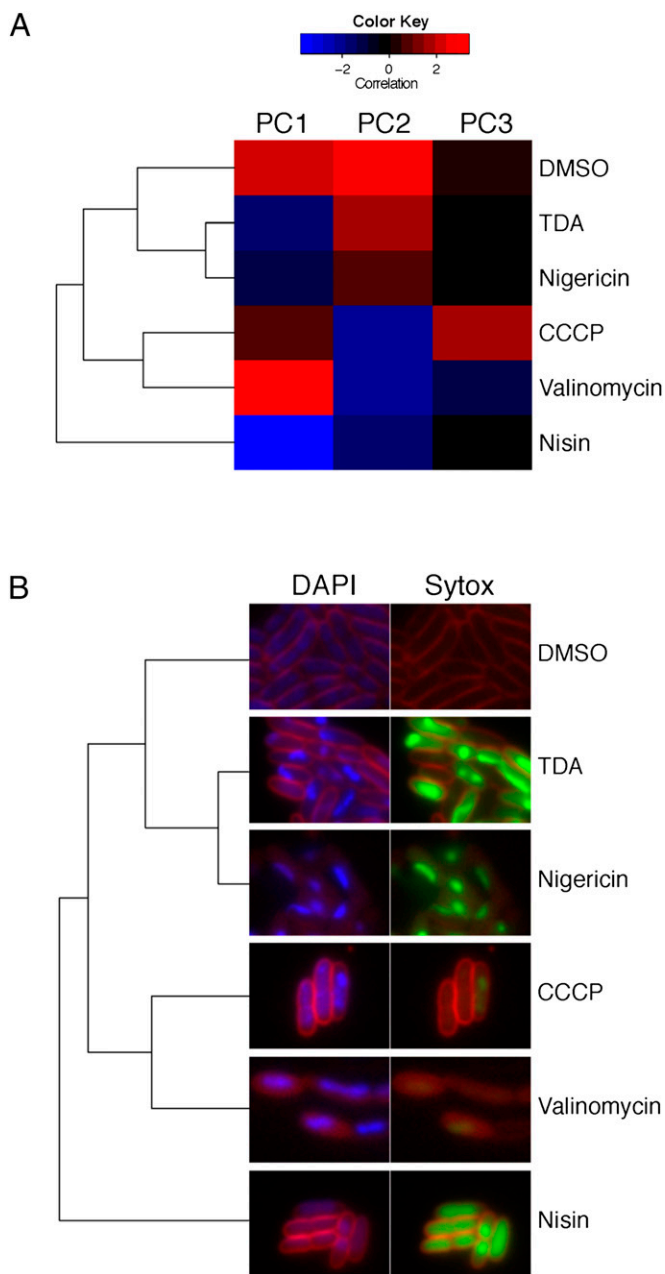 A
Color Key
−2 0 2
Correlation
PC1 PC2 PC3
DMSO
TDA
Nigericin
CCCP
Valinomycin
Nisin
B
DAPI Sytox
DMSO
TDA
Nigericin
CCCP
Valinomycin
Nisin